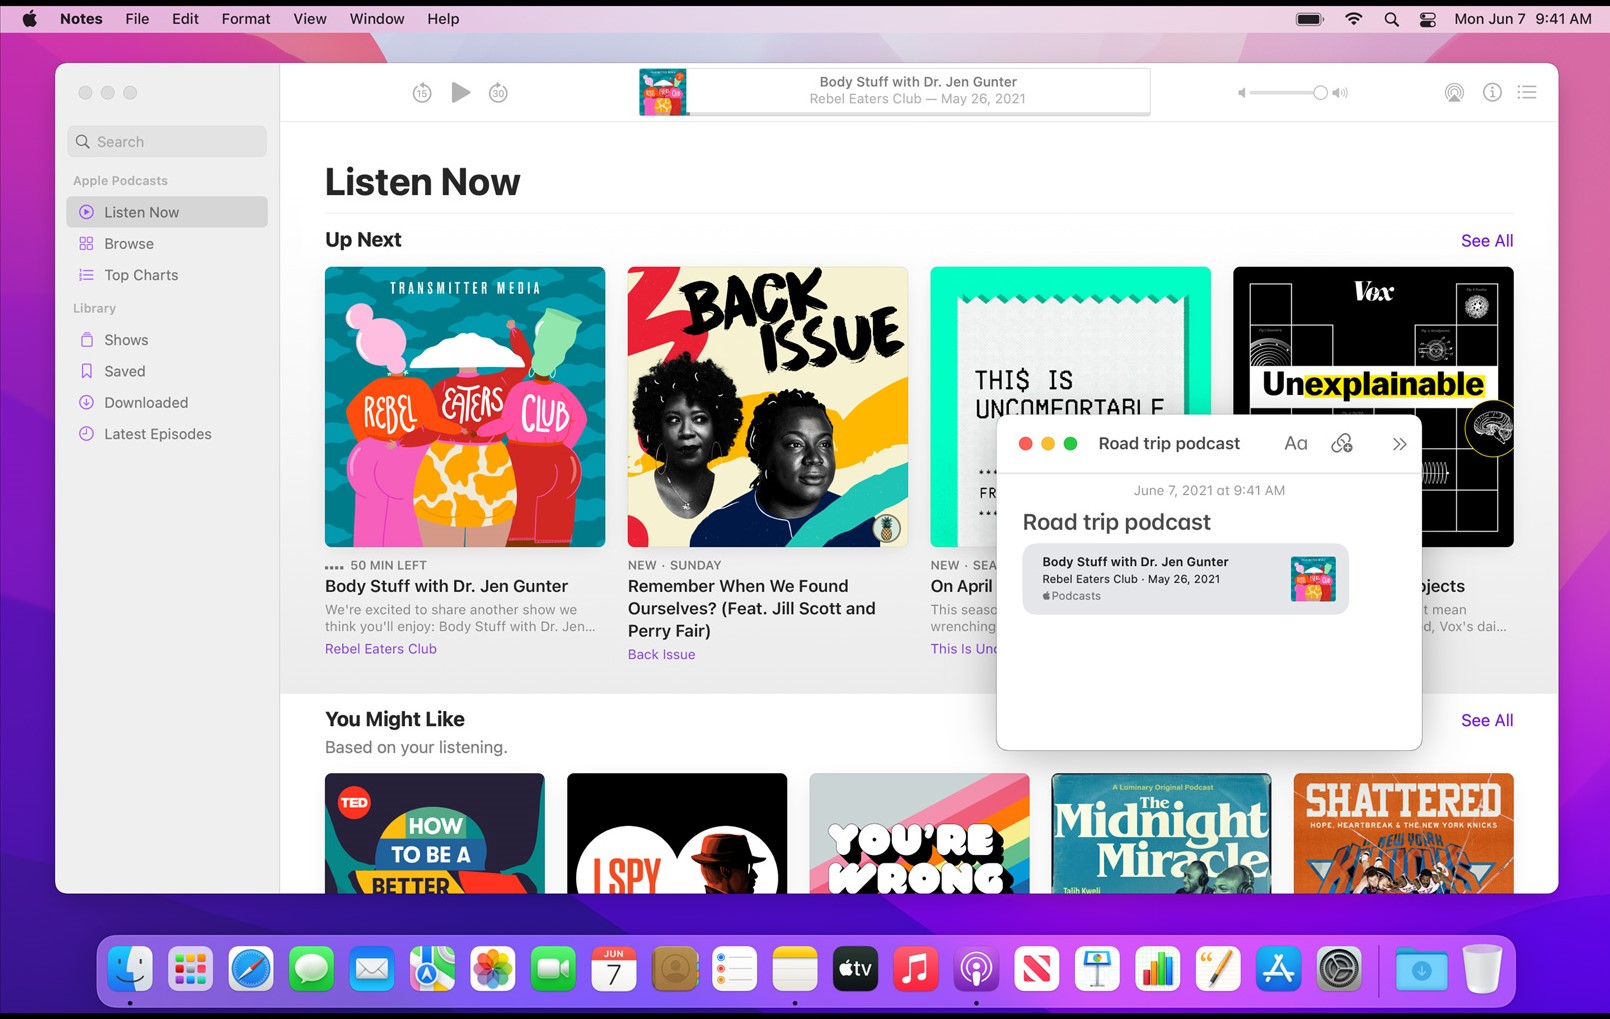 Notes File Edit Format View Window Help
Mon Jun 7 9:41 AM
15
30
Body Stuff with Dr. Jen Gunter
Rebel Eaters Club — May 26, 2021
Search
Apple Podcasts
Listen Now
Browse
Top Charts
Library
Shows
Saved
Downloaded
Latest Episodes
Listen Now
Up Next
See All
TRANSMITTER MEDIA
REBEL
EATERS
CLUB
50 MIN LEFT
Body Stuff with Dr. Jen Gunter
We're excited to share another show we
think you'll enjoy: Body Stuff with Dr. Jen...
Rebel Eaters Club
BACK
ISSUE
NEW · SUNDAY
Remember When We Found
Ourselves? (Feat. Jill Scott and
Perry Fair)
Back Issue
THI$ IS
UNCOMFORTABLE
FR
NEW · SEA
On April
This seaso
wrenching
This Is Unc
Vox
Unexplainable
bjects
t mean
d, Vox's dai...
Road trip podcast
Aa
June 7, 2021 at 9:41 AM
Road trip podcast
Body Stuff with Dr. Jen Gunter
Rebel Eaters Club · May 26, 2021
Podcasts
You Might Like
See All
Based on your listening.
TED
HOW
TO BE A
BETTER
I SPY
YOU'RE
WRONG
A Luminary Original Podcast
The
Midnight
Miracle
Talib Kweli
SHATTERED
HOPE, HEARTBREAK & THE NEW YORK KNICKS
NEW YORK
KNICKS
JUN
7
tv